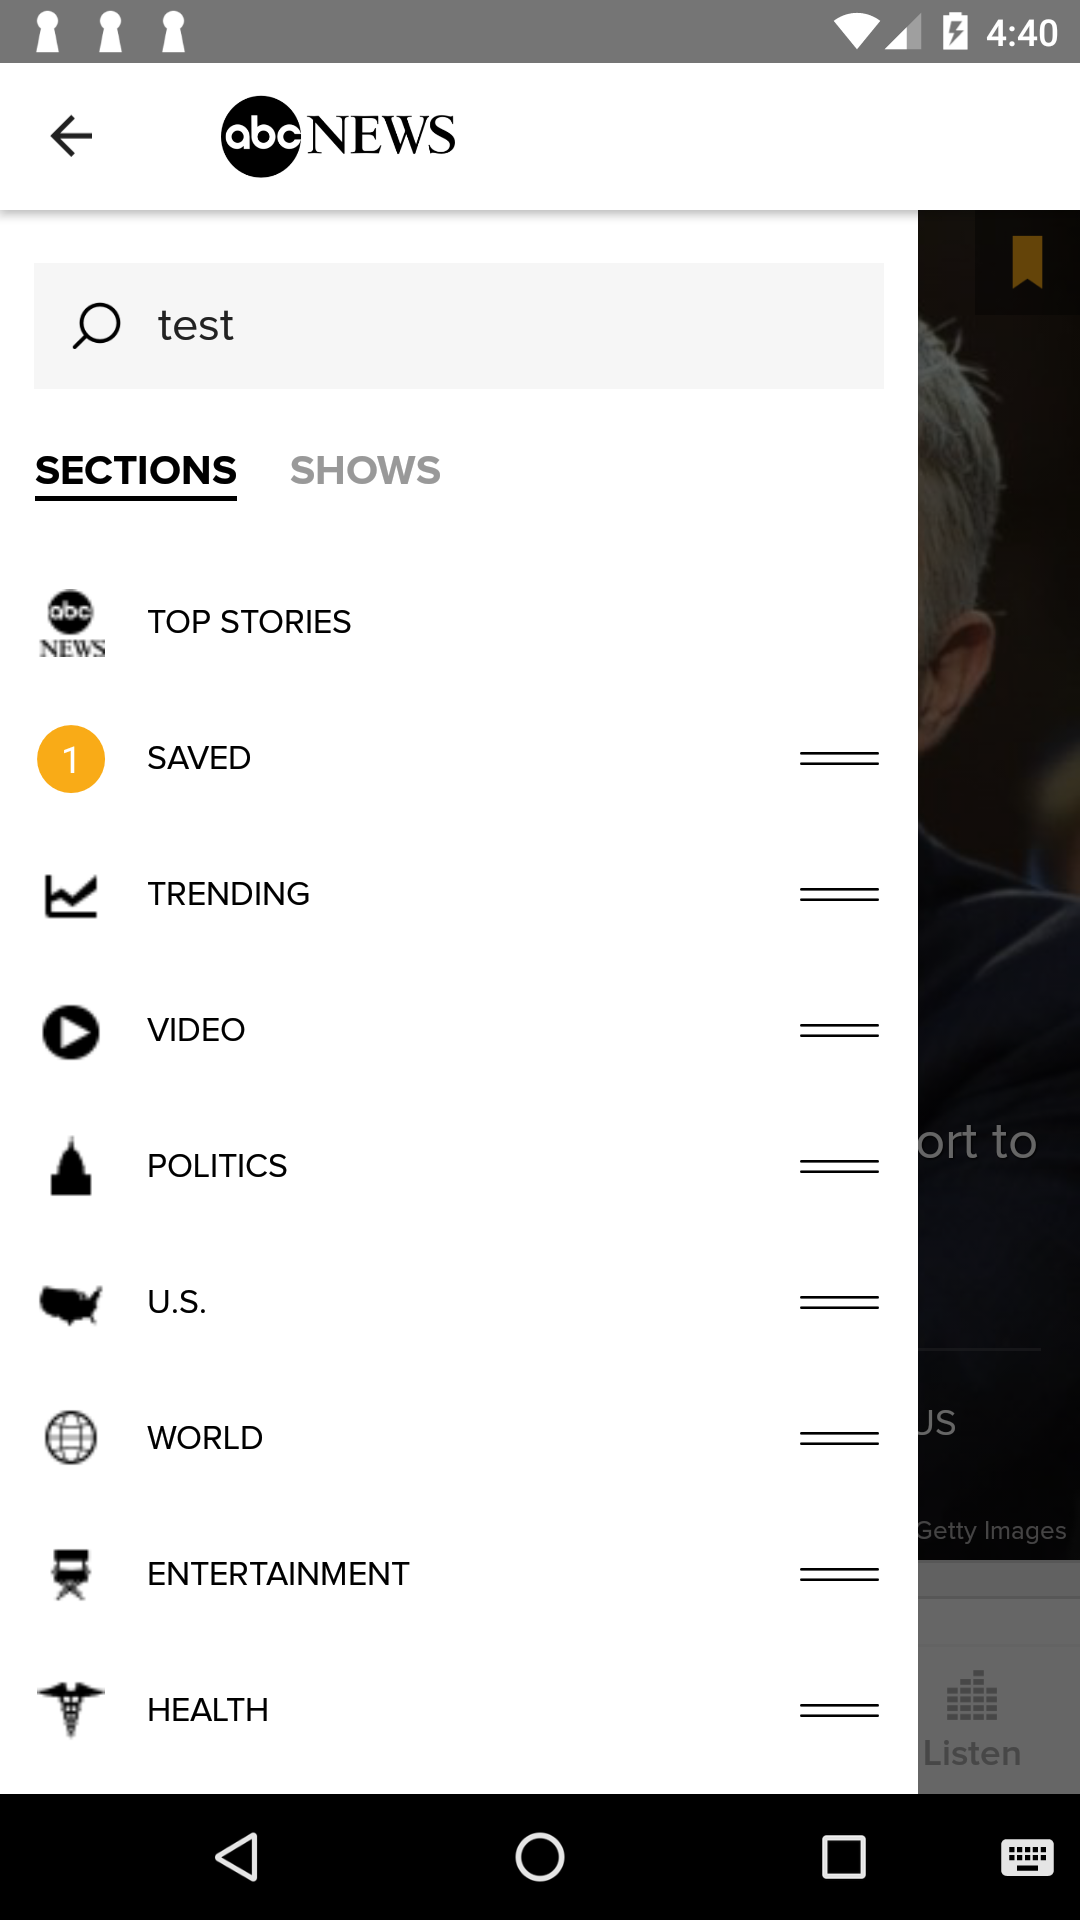 4:40
abc NEWS
test
SECTIONS SHOWS
abc NEWS TOP STORIES
1 SAVED
TRENDING
VIDEO
POLITICS
ort to
U.S.
US
WORLD
Getty Images
ENTERTAINMENT
HEALTH
Listen